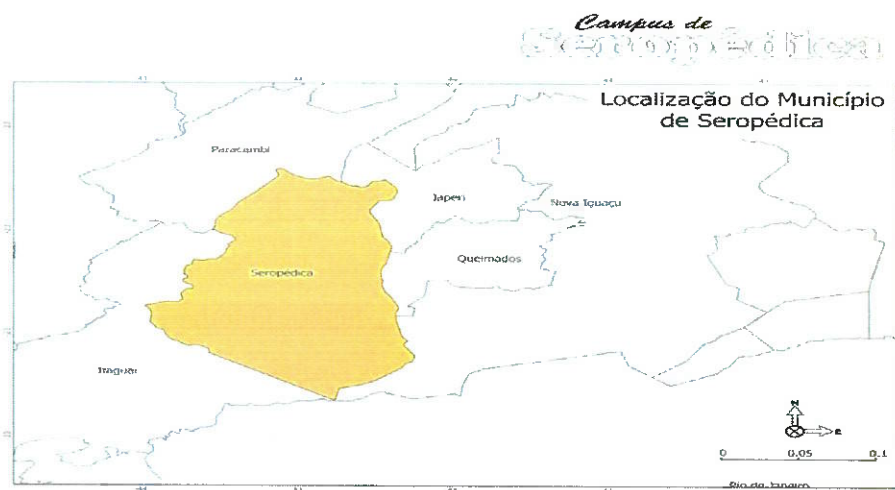 Campus de
Seropédica
Localização do Município
de Seropédica
Paracambi
Japeri
Nova Iguaçu
Queimados
Seropédica
Itaguaí
N
E
0 0.05 0.1
Rio de Janeiro